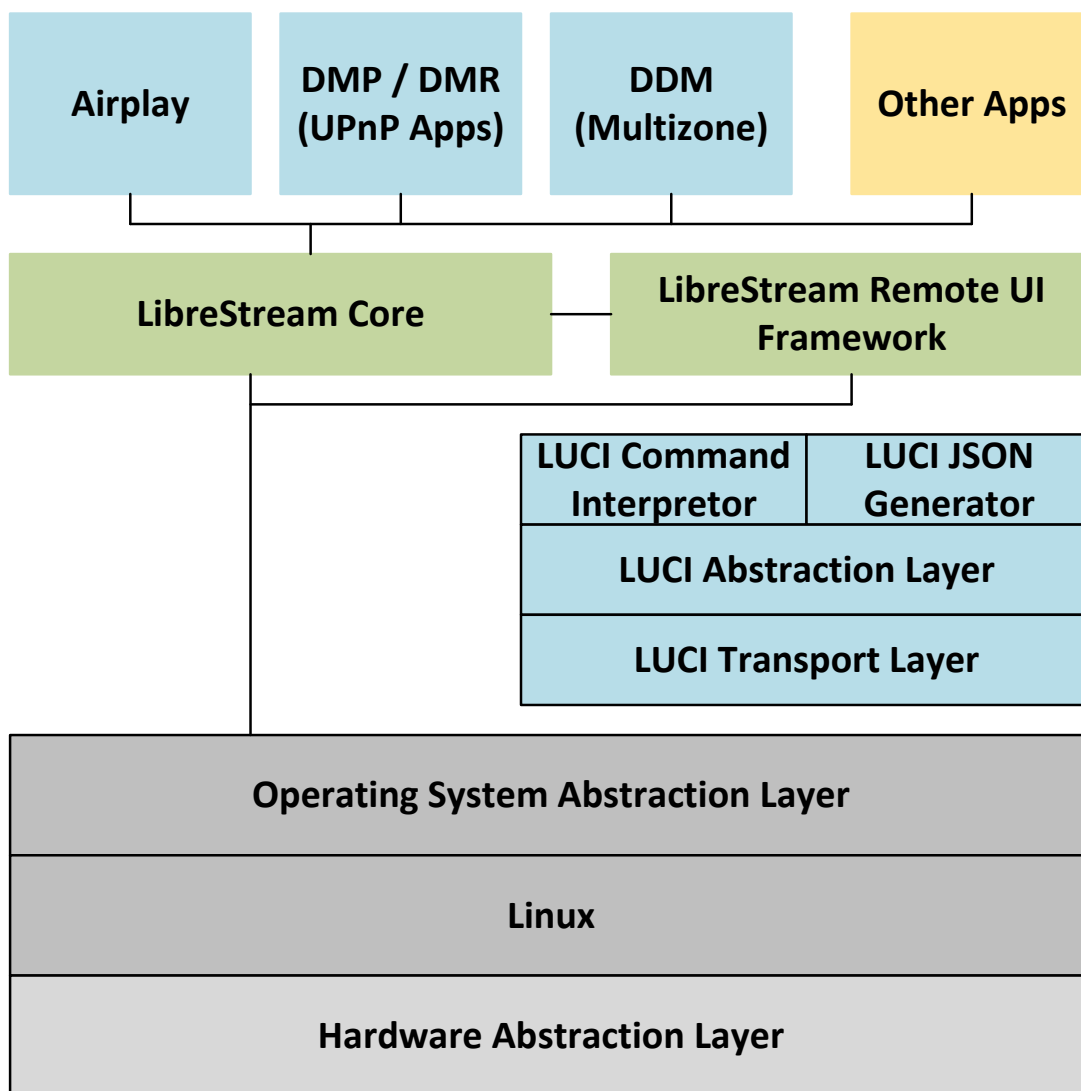 Airplay
DMP / DMR
(UPnP Apps)
DDM
(Multizone)
Other Apps
LibreStream Core
LibreStream Remote UI
Framework
LUCI Command
Interpretor
LUCI JSON
Generator
LUCI Abstraction Layer
LUCI Transport Layer
Operating System Abstraction Layer
Linux
Hardware Abstraction Layer